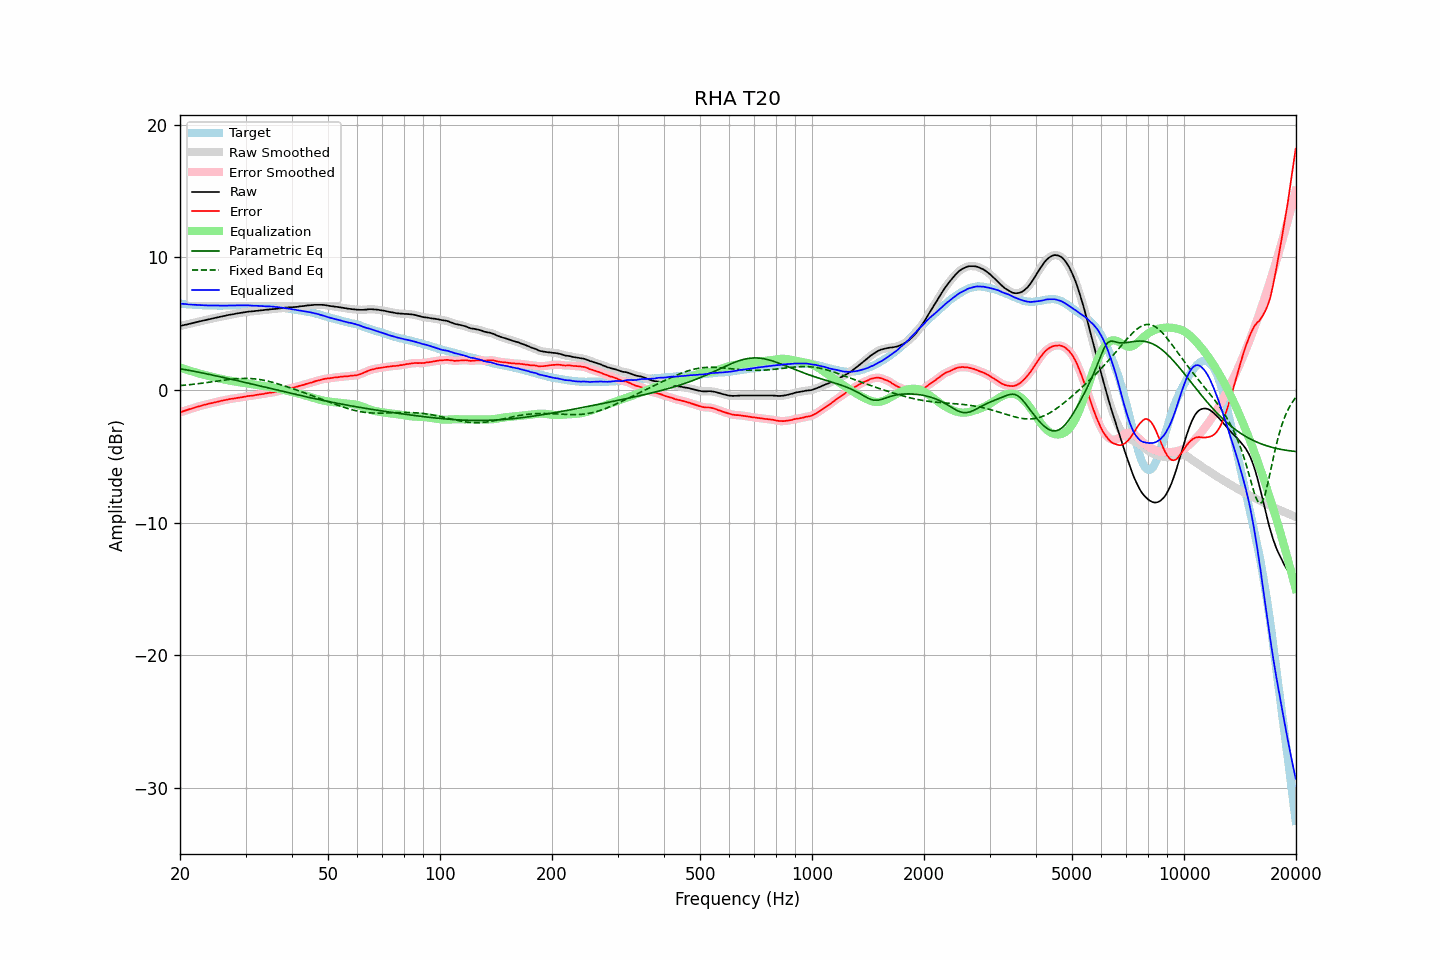 RHA T20
Target
Raw Smoothed
Error Smoothed
Raw
Error
Equalization
Parametric Eq
Fixed Band Eq
Equalized
20
10
0
−10
−20
−30
Amplitude (dBr)
20 50 100 200 500 1000 2000 5000 10000 20000
Frequency (Hz)